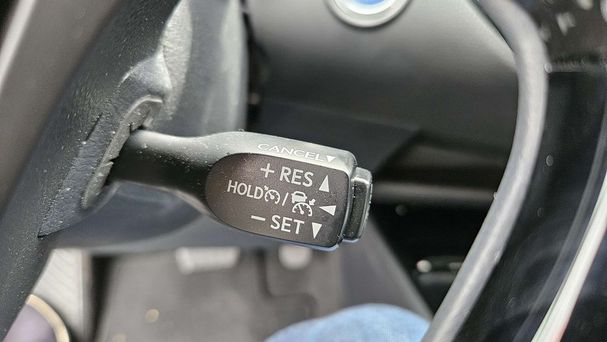 CANCEL▼
+ RES ▲
HOLD / ◀
− SET ▼